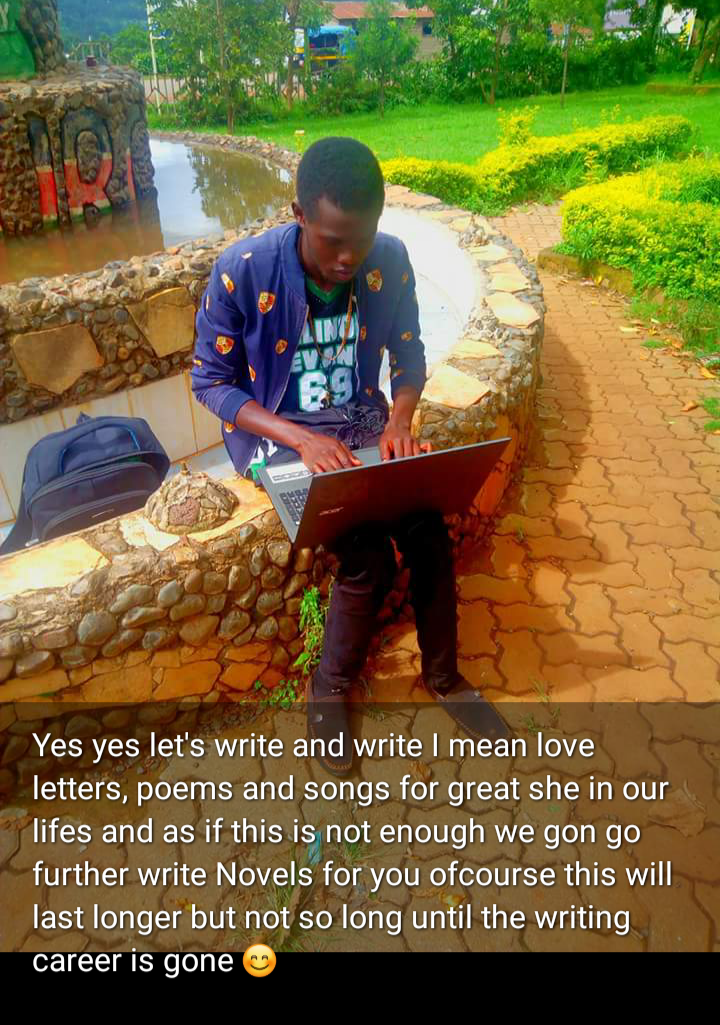 acer
69
Yes yes let's write and write I mean love
letters, poems and songs for great she in our
lifes and as if this is not enough we gon go
further write Novels for you ofcourse this will
last longer but not so long until the writing
career is gone 😊